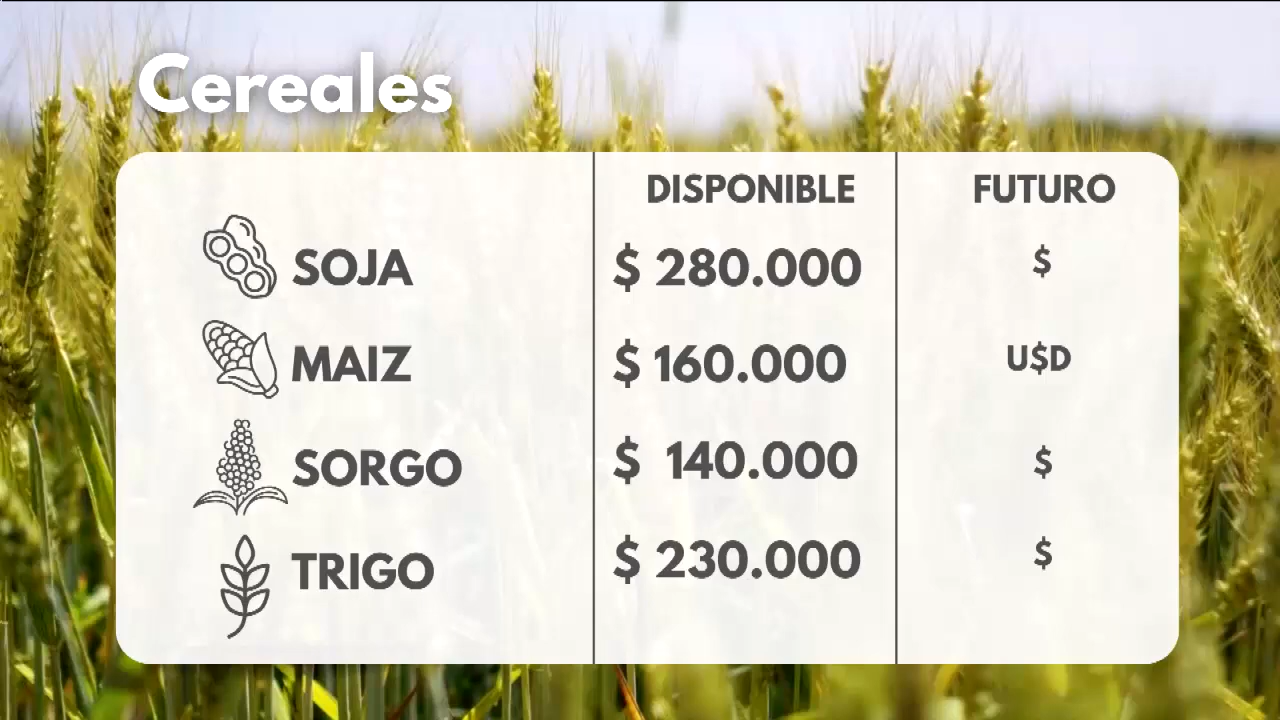 Cereales
DISPONIBLE FUTURO
SOJA $ 280.000 $
MAIZ $ 160.000 U$D
SORGO $ 140.000 $
TRIGO $ 230.000 $